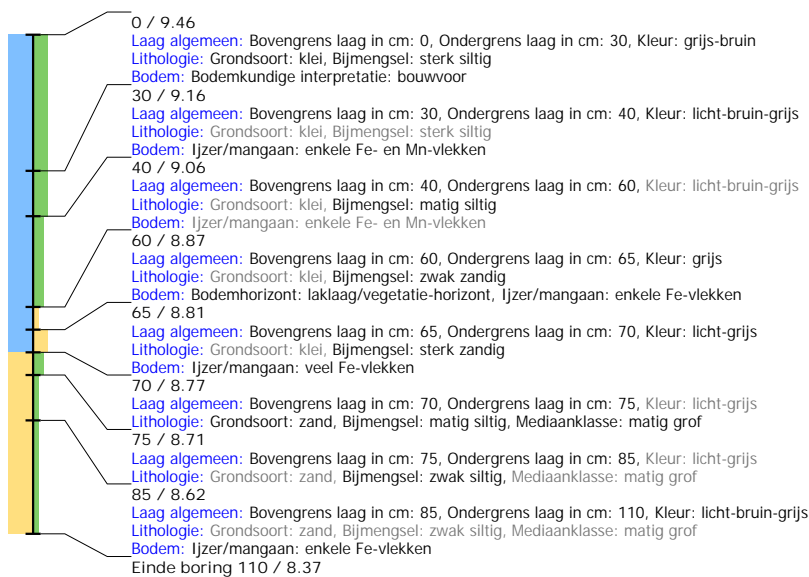 0 / 9.46
Laag algemeen: Bovengrens laag in cm: 0, Ondergrens laag in cm: 30, Kleur: grijs-bruin
Lithologie: Grondsoort: klei, Bijmengsel: sterk siltig
Bodem: Bodemkundige interpretatie: bouwvoor
30 / 9.16
Laag algemeen: Bovengrens laag in cm: 30, Ondergrens laag in cm: 40, Kleur: licht-bruin-grijs
Lithologie: Grondsoort: klei, Bijmengsel: sterk siltig
Bodem: Ijzer/mangaan: enkele Fe- en Mn-vlekken
40 / 9.06
Laag algemeen: Bovengrens laag in cm: 40, Ondergrens laag in cm: 60, Kleur: licht-bruin-grijs
Lithologie: Grondsoort: klei, Bijmengsel: matig siltig
Bodem: Ijzer/mangaan: enkele Fe- en Mn-vlekken
60 / 8.87
Laag algemeen: Bovengrens laag in cm: 60, Ondergrens laag in cm: 65, Kleur: grijs
Lithologie: Grondsoort: klei, Bijmengsel: zwak zandig
Bodem: Bodemhorizont: laklaag/vegetatie-horizont, Ijzer/mangaan: enkele Fe-vlekken
65 / 8.81
Laag algemeen: Bovengrens laag in cm: 65, Ondergrens laag in cm: 70, Kleur: licht-grijs
Lithologie: Grondsoort: klei, Bijmengsel: sterk zandig
Bodem: Ijzer/mangaan: veel Fe-vlekken
70 / 8.77
Laag algemeen: Bovengrens laag in cm: 70, Ondergrens laag in cm: 75, Kleur: licht-grijs
Lithologie: Grondsoort: zand, Bijmengsel: matig siltig, Mediaanklasse: matig grof
75 / 8.71
Laag algemeen: Bovengrens laag in cm: 75, Ondergrens laag in cm: 85, Kleur: licht-grijs
Lithologie: Grondsoort: zand, Bijmengsel: zwak siltig, Mediaanklasse: matig grof
85 / 8.62
Laag algemeen: Bovengrens laag in cm: 85, Ondergrens laag in cm: 110, Kleur: licht-bruin-grijs
Lithologie: Grondsoort: zand, Bijmengsel: zwak siltig, Mediaanklasse: matig grof
Bodem: Ijzer/mangaan: enkele Fe-vlekken
Einde boring 110 / 8.37